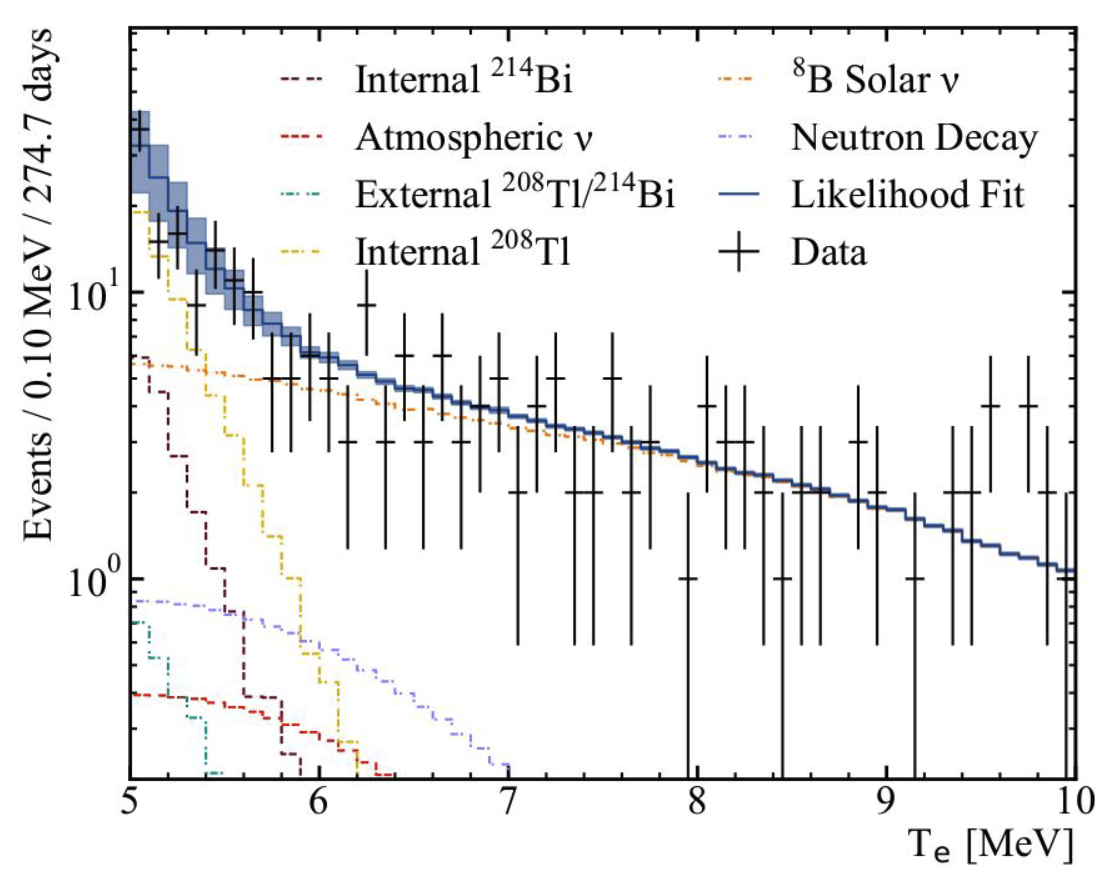 Events / 0.10 MeV / 274.7 days
10¹
10⁰
Internal ²¹⁴Bi
Atmospheric ν
External ²⁰⁸Tl/²¹⁴Bi
Internal ²⁰⁸Tl
⁸B Solar ν
Neutron Decay
Likelihood Fit
Data
5 6 7 8 9 10
Tₑ [MeV]